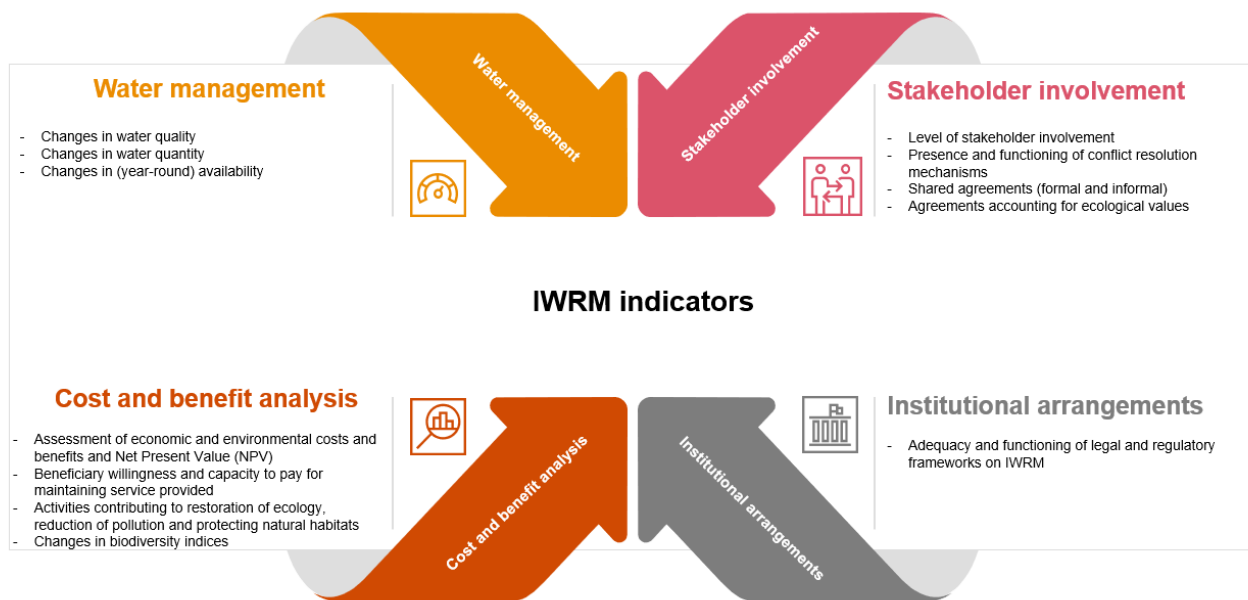 Water management
- Changes in water quality
- Changes in water quantity
- Changes in (year-round) availability
Water management
Stakeholder involvement
Stakeholder involvement
- Level of stakeholder involvement
- Presence and functioning of conflict resolution
mechanisms
- Shared agreements (formal and informal)
- Agreements accounting for ecological values
IWRM indicators
Cost and benefit analysis
- Assessment of economic and environmental costs and
benefits and Net Present Value (NPV)
- Beneficiary willingness and capacity to pay for
maintaining service provided
- Activities contributing to restoration of ecology,
reduction of pollution and protecting natural habitats
- Changes in biodiversity indices
Cost and benefit analysis
Institutional arrangements
Institutional arrangements
- Adequacy and functioning of legal and regulatory
frameworks on IWRM